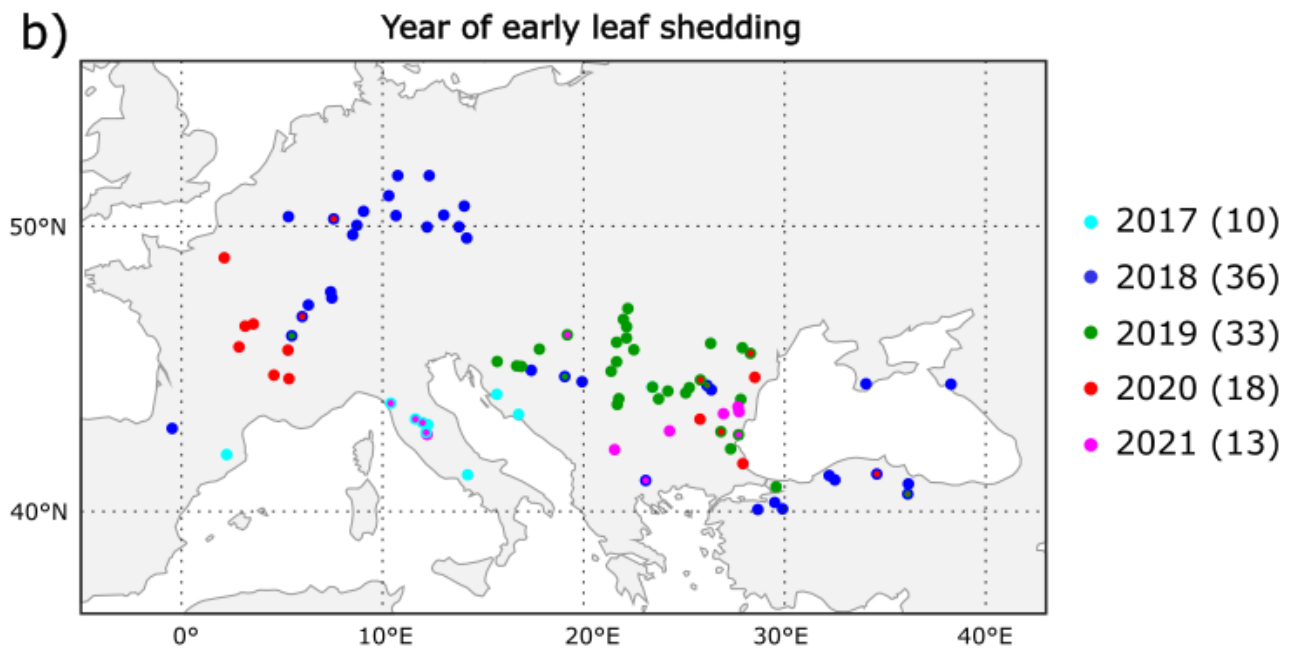 b)
Year of early leaf shedding
50°N
40°N
0°
10°E
20°E
30°E
40°E
2017 (10)
2018 (36)
2019 (33)
2020 (18)
2021 (13)